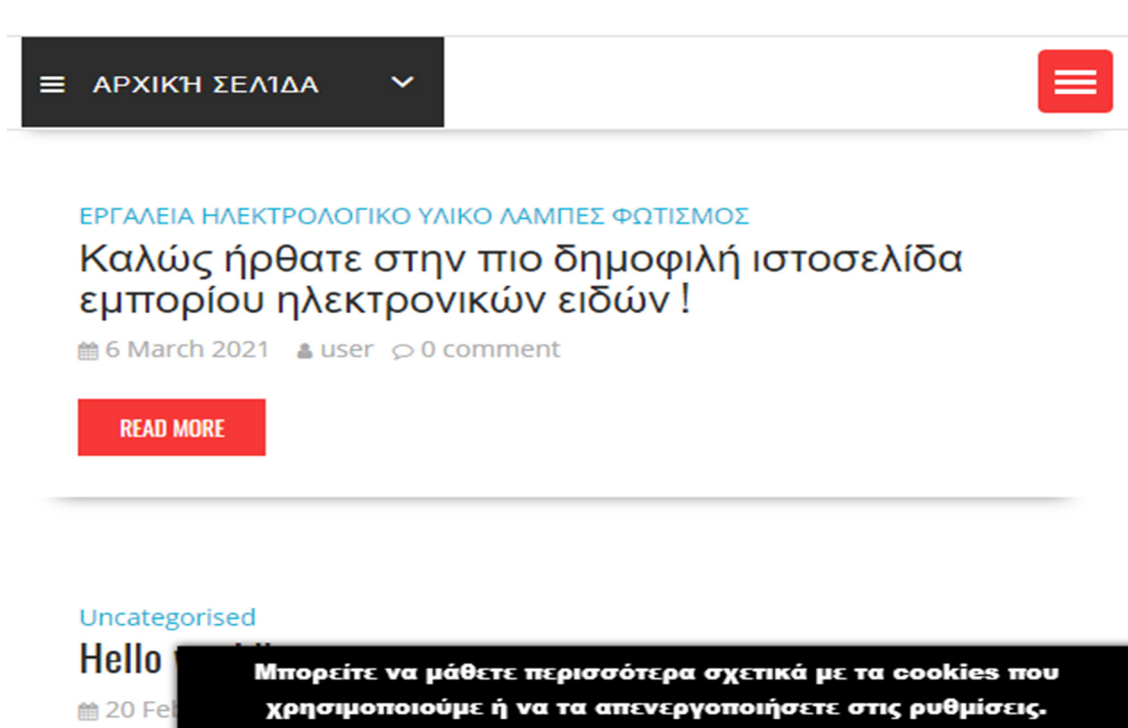 ΑΡΧΙΚΉ ΣΕΛΊΔΑ
ΕΡΓΑΛΕΙΑ ΗΛΕΚΤΡΟΛΟΓΙΚΟ ΥΛΙΚΟ ΛΑΜΠΕΣ ΦΩΤΙΣΜΟΣ
Καλώς ήρθατε στην πιο δημοφιλή ιστοσελίδα
εμπορίου ηλεκτρονικών ειδών !
6 March 2021 user 0 comment
READ MORE
Uncategorised
Hello
20
Μπορείτε να μάθετε περισσότερα σχετικά με τα cookies που
χρησιμοποιούμε ή να τα απενεργοποιήσετε στις ρυθμίσεις.